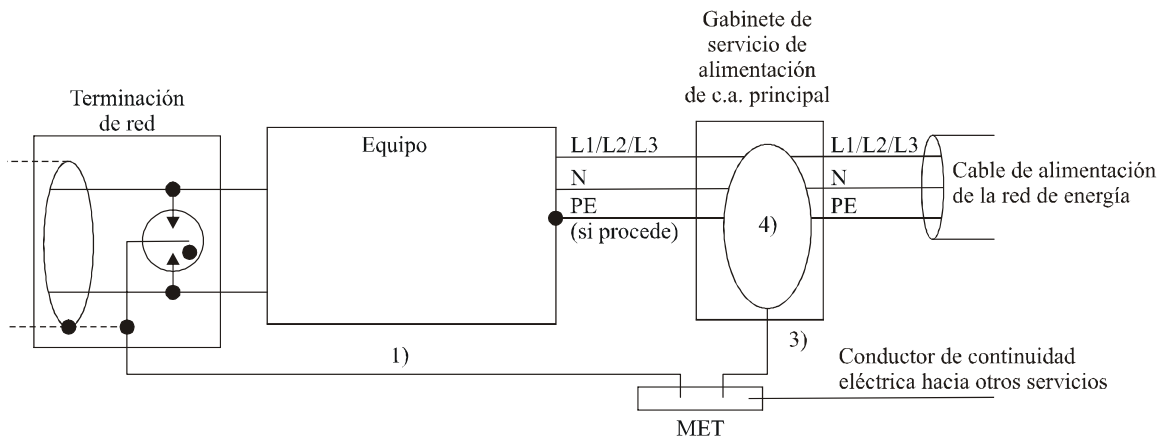 Gabinete de
servicio de
alimentación
de c.a. principal
Terminación
de red
Equipo
L1/L2/L3
N
PE
(si procede)
4)
L1/L2/L3
N
PE
Cable de alimentación
de la red de energía
1)
3)
Conductor de continuidad
eléctrica hacia otros servicios
MET